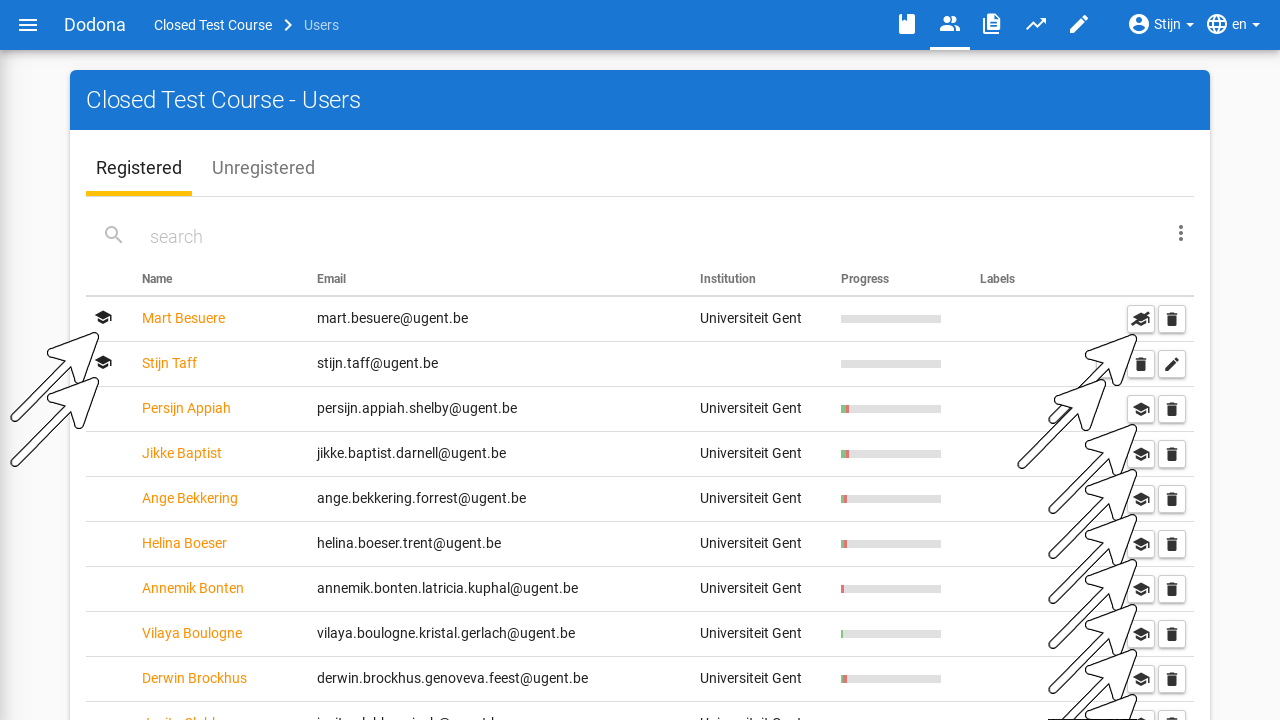 Dodona Closed Test Course Users Stijn en
Closed Test Course - Users
Registered Unregistered
search
Name Email Institution Progress Labels
Mart Besuere mart.besuere@ugent.be Universiteit Gent
Stijn Taff stijn.taff@ugent.be
Persijn Appiah persijn.appiah.shelby@ugent.be Universiteit Gent
Jikke Baptist jikke.baptist.darnell@ugent.be Universiteit Gent
Ange Bekkering ange.bekkering.forrest@ugent.be Universiteit Gent
Helina Boeser helina.boeser.trent@ugent.be Universiteit Gent
Annemik Bonten annemik.bonten.latricia.kuphal@ugent.be Universiteit Gent
Vilaya Boulogne vilaya.boulogne.kristal.gerlach@ugent.be Universiteit Gent
Derwin Brockhus derwin.brockhus.genoveva.feest@ugent.be Universiteit Gent